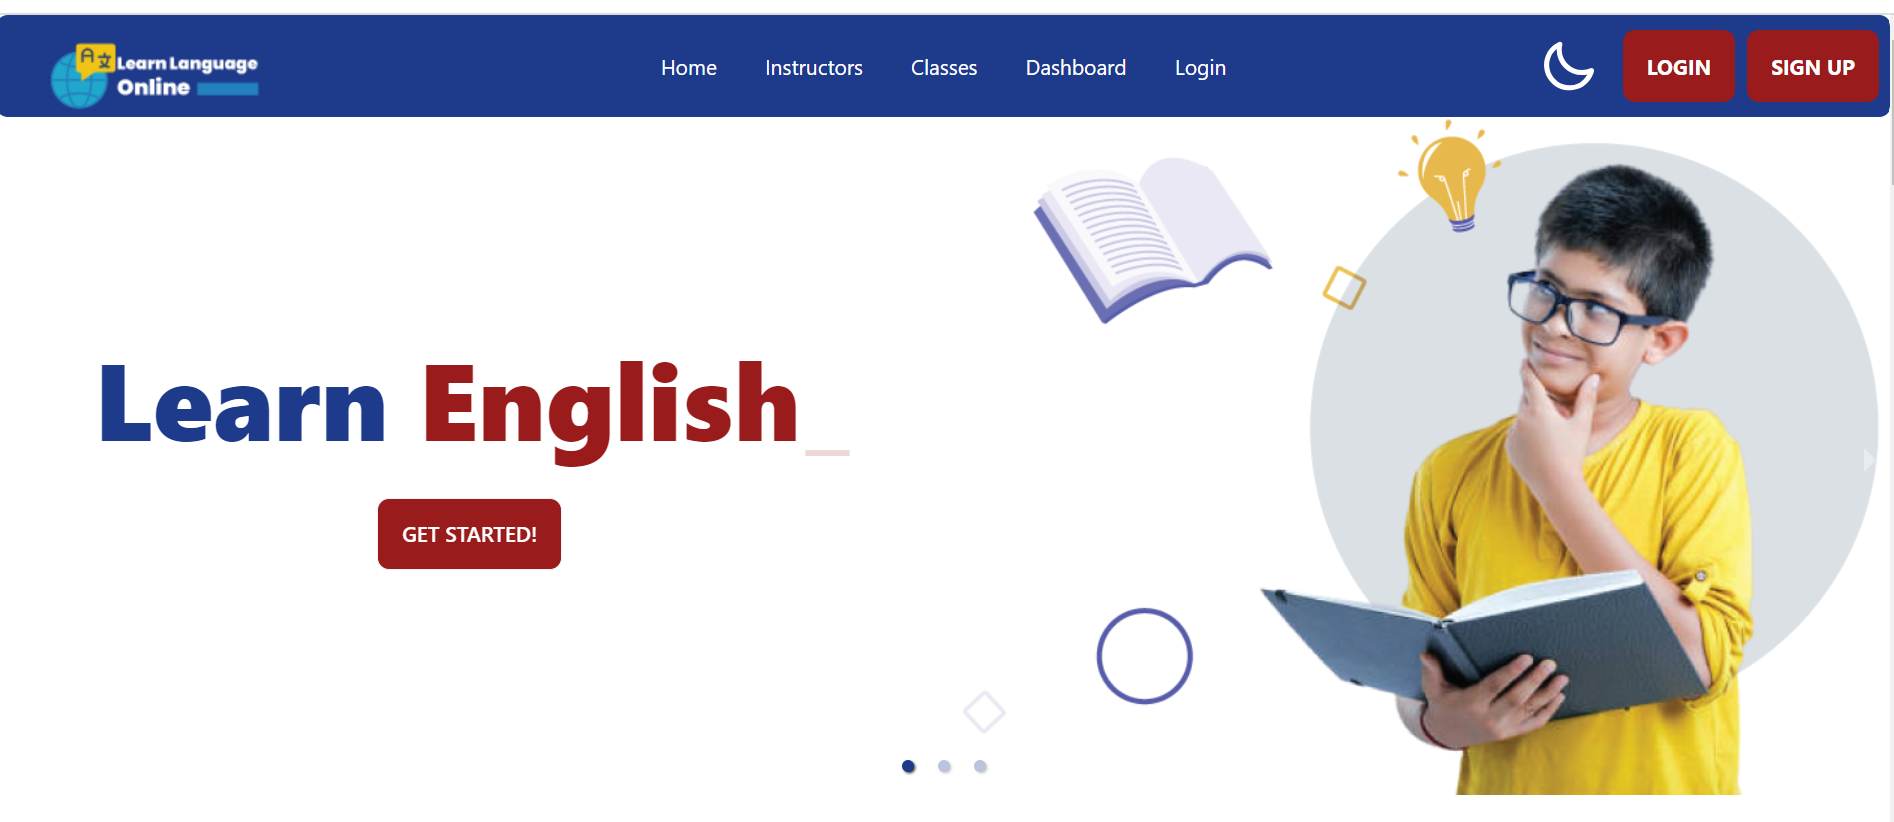 A 文
Learn Language
Online
Home Instructors Classes Dashboard Login
LOGIN SIGN UP
Learn English_
GET STARTED!